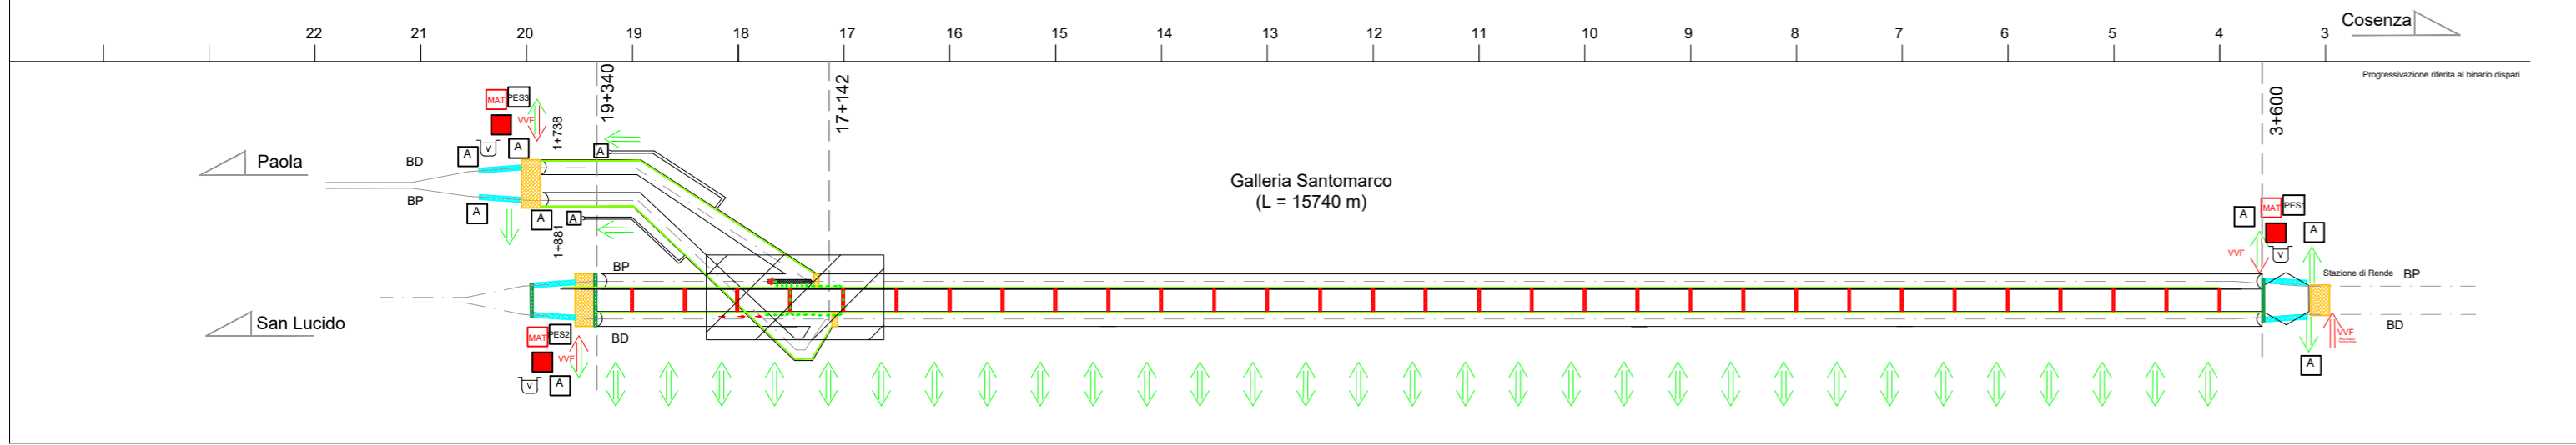 Cosenza
22 21 20 19 18 17 16 15 14 13 12 11 10 9 8 7 6 5 4 3
Progressivazione riferita al binario dispari
19+340
17+142
3+600
MAT PES3
VVF
1+738
V
A
A
A
Paola
BD
BP
A
A
A
1+881
Galleria Santomarco
(L = 15740 m)
A
MAT PES1
A
VVF
V
Stazione di Rende
BP
BP
San Lucido
BD
BD
MAT PES2
VVF
V
A
VVF
A